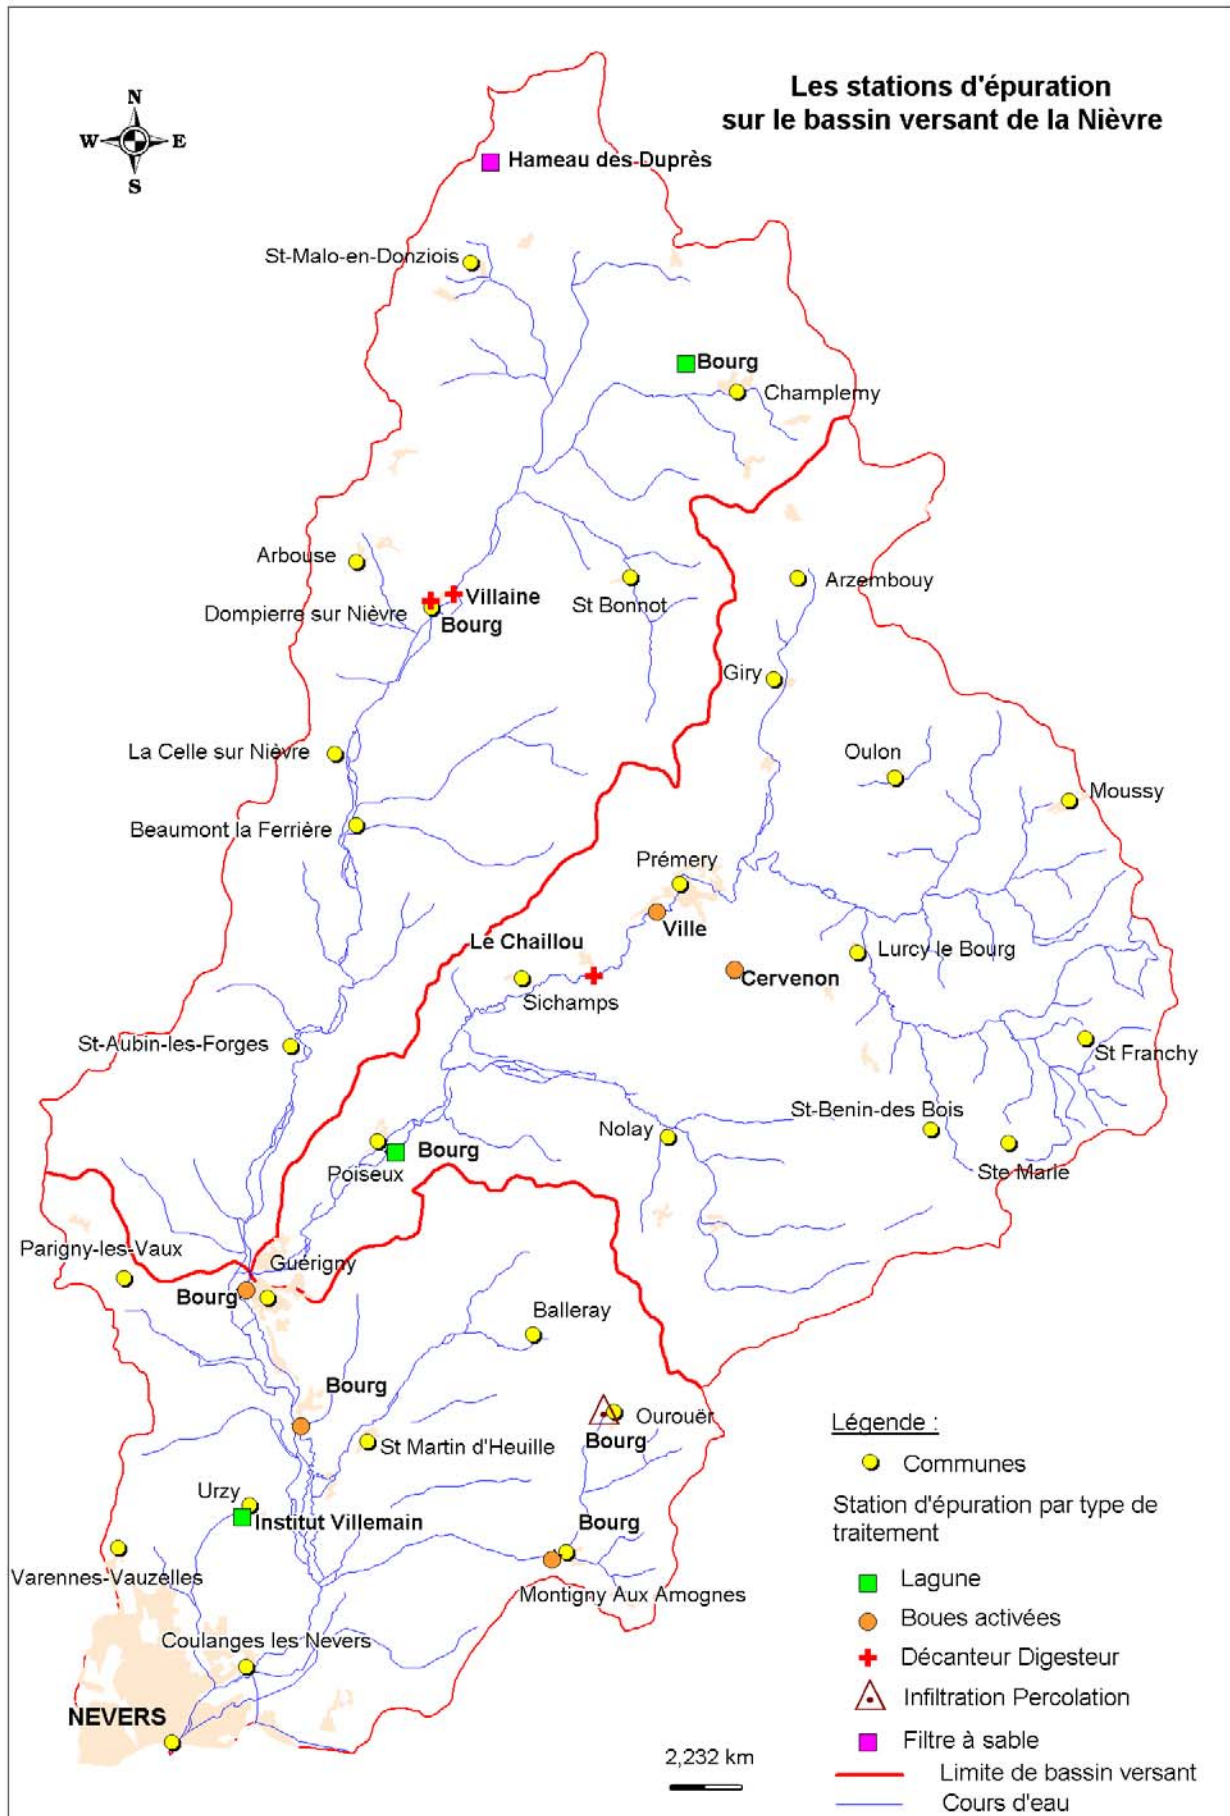 Les stations d'épuration
sur le bassin versant de la Nièvre
N
W E
S
Hameau des Duprès
St-Malo-en-Donziois
Bourg
Champlemy
Arbouse
Villaine
Dompierre sur Nièvre
Bourg
St Bonnot
Arzembouy
Giry
La Celle sur Nièvre
Oulon
Moussy
Beaumont la Ferrière
Prémery
Ville
Le Chaillou
Lurcy le Bourg
Cervenon
Sichamps
St-Aubin-les-Forges
St Franchy
St-Benin-des Bois
Nolay
Bourg
Poiseux
Ste Marie
Parigny-les-Vaux
Guérigny
Bourg
Balleray
Bourg
Ourouër
Bourg
St Martin d'Heuille
Urzy
Institut Villemain
Bourg
Varennes-Vauzelles
Montigny Aux Amognes
Coulanges les Nevers
NEVERS
Légende :
Communes
Station d'épuration par type de
traitement
Lagune
Boues activées
Décanteur Digesteur
Infiltration Percolation
Filtre à sable
Limite de bassin versant
Cours d'eau
2,232 km